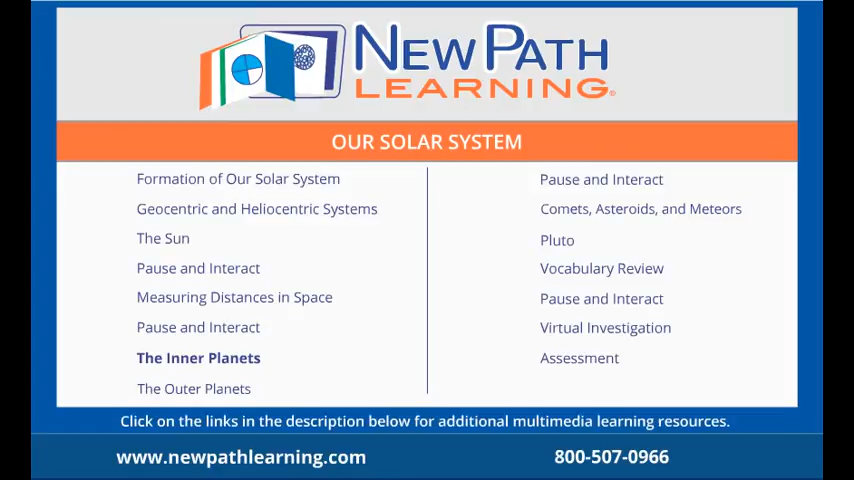 NEWPATH
LEARNING®
OUR SOLAR SYSTEM
Formation of Our Solar System
Geocentric and Heliocentric Systems
The Sun
Pause and Interact
Measuring Distances in Space
Pause and Interact
The Inner Planets
The Outer Planets
Pause and Interact
Comets, Asteroids, and Meteors
Pluto
Vocabulary Review
Pause and Interact
Virtual Investigation
Assessment
Click on the links in the description below for additional multimedia learning resources.
www.newpathlearning.com
800-507-0966